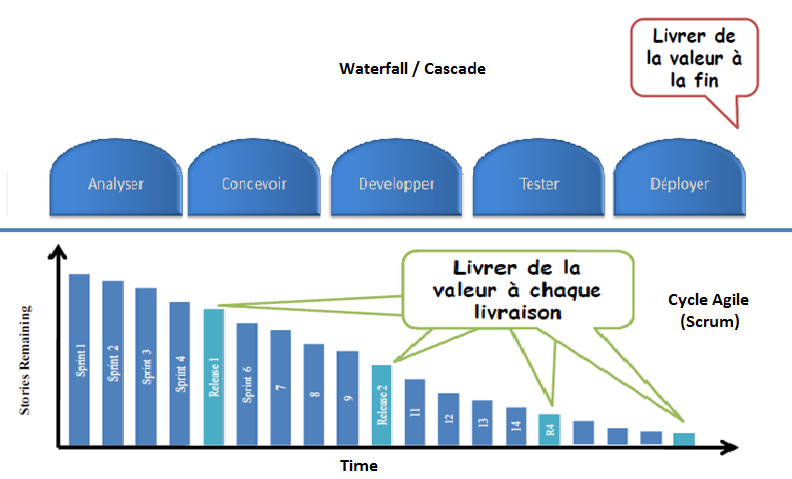 Waterfall / Cascade
Livrer de
la valeur à
la fin
Analyser
Concevoir
Developper
Tester
Déployer
Livrer de la
valeur à chaque
livraison
Cycle Agile
(Scrum)
Stories Remaining
Sprint 1
Sprint 2
Sprint 3
Sprint 4
Release 1
Sprint 6
7
8
9
Release 2
11
12
13
14
R4
Time